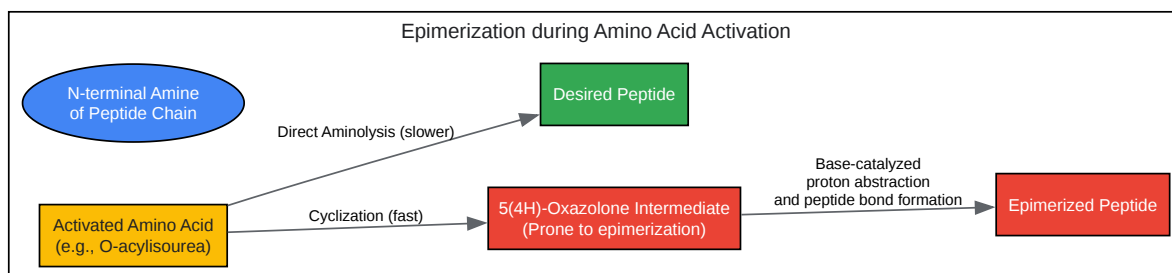 Epimerization during Amino Acid Activation
N-terminal Amine
of Peptide Chain
Desired Peptide
Direct Aminolysis (slower)
Activated Amino Acid
(e.g., O-acylisourea)
Cyclization (fast)
5(4H)-Oxazolone Intermediate
(Prone to epimerization)
Base-catalyzed
proton abstraction
and peptide bond formation
Epimerized Peptide